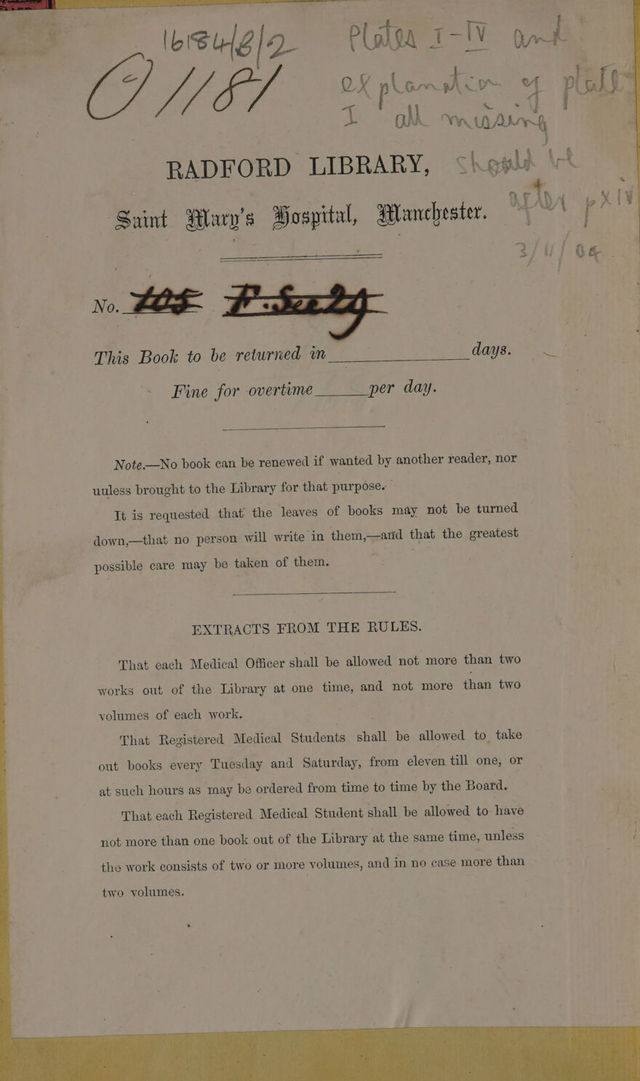 16184/8/2
O 1181
Plates I-IV and
explanation of plate
I all missing
should be
after pxiv
3/11/
RADFORD LIBRARY,
Saint Mary's Hospital, Manchester.
No. 105 F. Sec 29
This Book to be returned in____________days.
Fine for overtime_____per day.
Note.—No book can be renewed if wanted by another reader, nor
unless brought to the Library for that purpose.
It is requested that the leaves of books may not be turned
down,—that no person will write in them,—and that the greatest
possible care may be taken of them.
EXTRACTS FROM THE RULES.
That each Medical Officer shall be allowed not more than two
works out of the Library at one time, and not more than two
volumes of each work.
That Registered Medical Students shall be allowed to take
out books every Tuesday and Saturday, from eleven till one, or
at such hours as may be ordered from time to time by the Board.
That each Registered Medical Student shall be allowed to have
not more than one book out of the Library at the same time, unless
the work consists of two or more volumes, and in no case more than
two volumes.